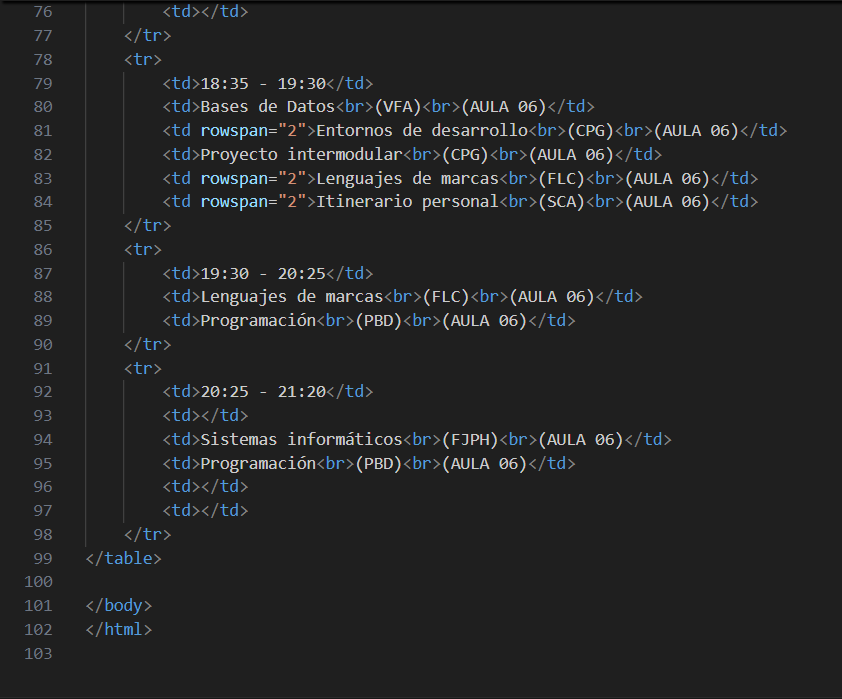 76 <td></td>
77 </tr>
78 <tr>
79 <td>18:35 - 19:30</td>
80 <td>Bases de Datos<br>(VFA)<br>(AULA 06)</td>
81 <td rowspan="2">Entornos de desarrollo<br>(CPG)<br>(AULA 06)</td>
82 <td>Proyecto intermodular<br>(CPG)<br>(AULA 06)</td>
83 <td rowspan="2">Lenguajes de marcas<br>(FLC)<br>(AULA 06)</td>
84 <td rowspan="2">Itinerario personal<br>(SCA)<br>(AULA 06)</td>
85 </tr>
86 <tr>
87 <td>19:30 - 20:25</td>
88 <td>Lenguajes de marcas<br>(FLC)<br>(AULA 06)</td>
89 <td>Programación<br>(PBD)<br>(AULA 06)</td>
90 </tr>
91 <tr>
92 <td>20:25 - 21:20</td>
93 <td></td>
94 <td>Sistemas informáticos<br>(FJPH)<br>(AULA 06)</td>
95 <td>Programación<br>(PBD)<br>(AULA 06)</td>
96 <td></td>
97 <td></td>
98 </tr>
99 </table>
100
101 </body>
102 </html>
103